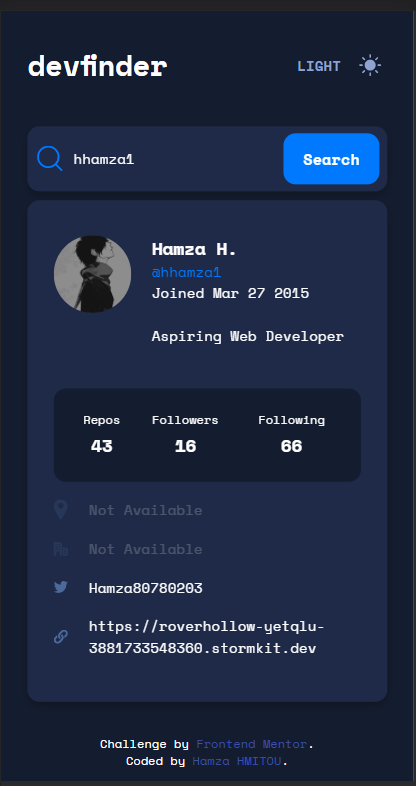 devfinder
LIGHT
hhamza1
Search
Hamza H.
@hhamza1
Joined Mar 27 2015
Aspiring Web Developer
Repos Followers Following
43 16 66
Not Available
Not Available
Hamza80780203
https://roverhollow-yetqlu-
3881733548360.stormkit.dev
Challenge by Frontend Mentor.
Coded by Hamza HMITOU.